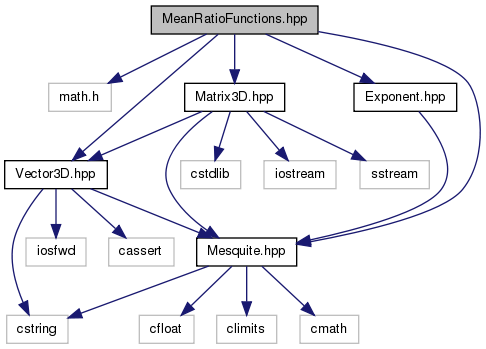 MeanRatioFunctions.hpp
math.h
Matrix3D.hpp
Exponent.hpp
Vector3D.hpp
cstdlib
iostream
sstream
iosfwd
cassert
Mesquite.hpp
cstring
cfloat
climits
cmath